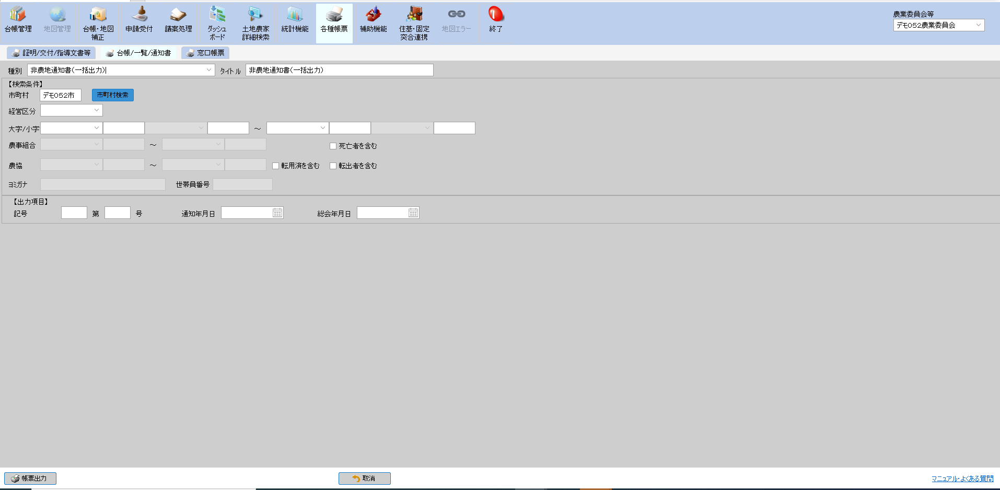 台帳管理 地図管理 台帳・地図補正 申請受付 議案処理 ダッシュボード 土地農家詳細検索 統計機能 各種帳票 補助機能 住基・固定突合連携 地図エラー 終了
農業委員会等
デモ052農業委員会
証明/交付/指導文書等 台帳/一覧/通知書 窓口帳票
種別 非農地通知書(一括出力) タイトル 非農地通知書(一括出力)
【検索条件】
市町村 デモ052市 市町村検索
経営区分
大字/小字 ～
農事組合 ～ 死亡者を含む
農協 ～ 転用済を含む 転出者を含む
ヨミガナ 世帯員番号
【出力項目】
記号 第 号 通知年月日 総会年月日
帳票出力 取消 マニュアル・よくある質問